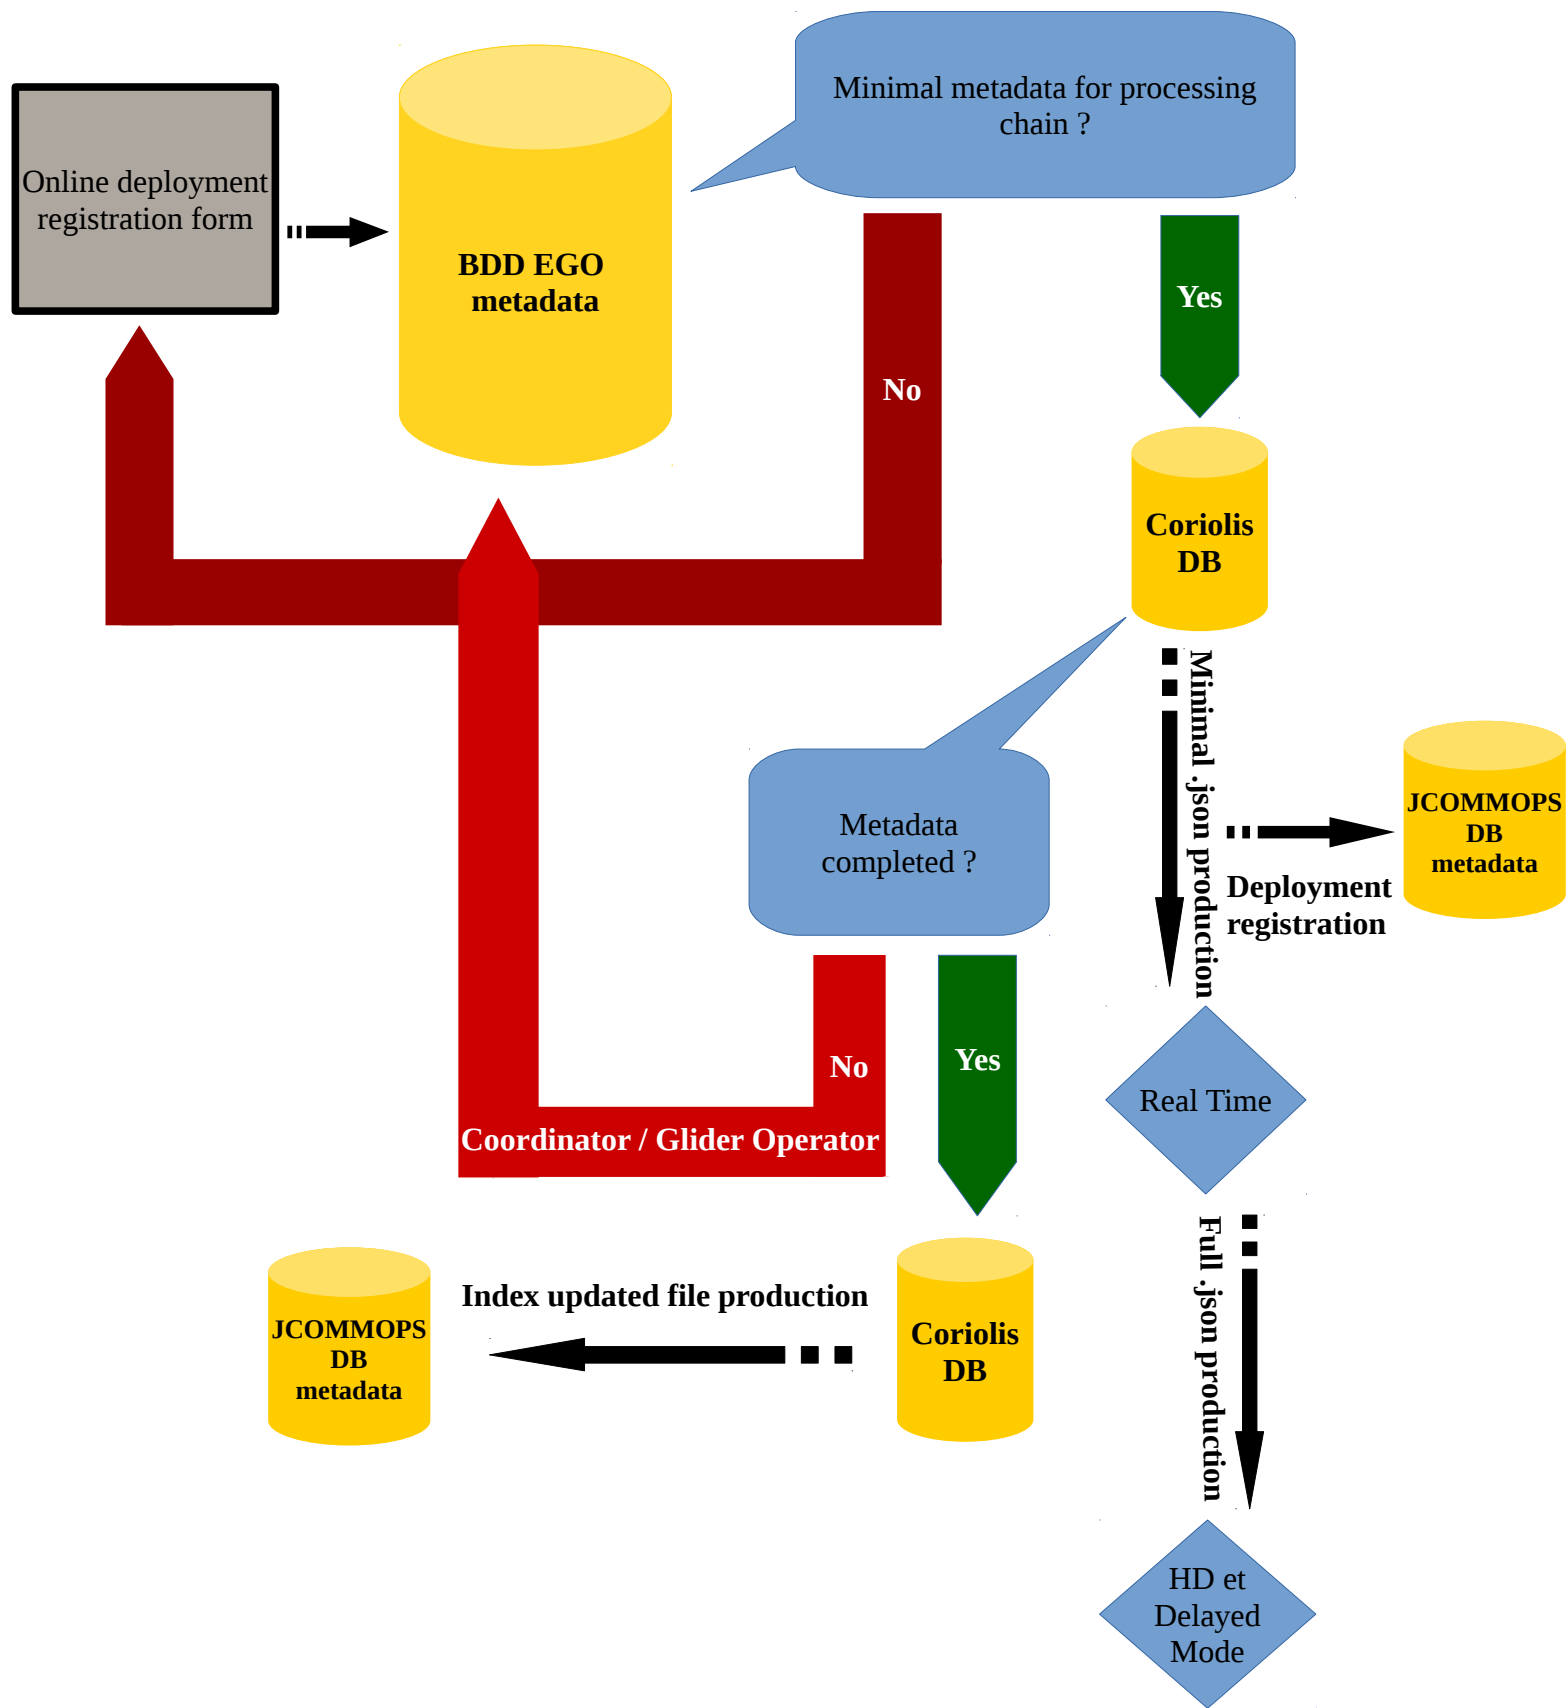 Minimal metadata for processing
chain ?
Online deployment
registration form
BDD EGO
metadata
Yes
No
Coriolis
DB
Minimal .json production
JCOMMOPS
DB
metadata
Deployment
registration
Metadata
completed ?
No
Yes
Coordinator / Glider Operator
Real Time
Full .json production
Index updated file production
JCOMMOPS
DB
metadata
Coriolis
DB
HD et
Delayed
Mode